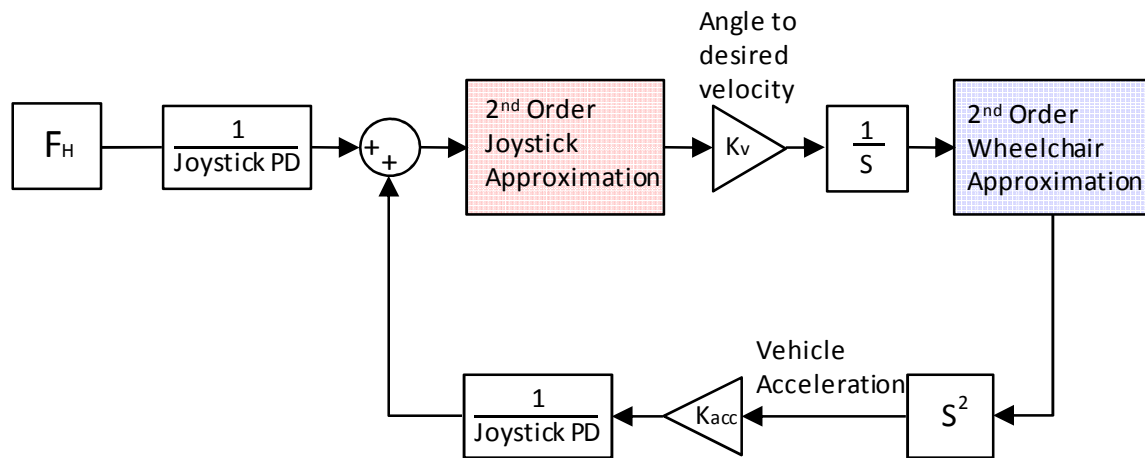 Angle to
desired
velocity
F_H
1
Joystick PD
+
+
2nd Order
Joystick
Approximation
Kv
1
S
2nd Order
Wheelchair
Approximation
Vehicle
Acceleration
1
Joystick PD
Kacc
S²